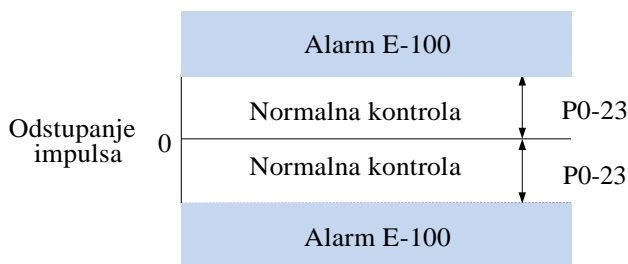 Alarm E-100
Normalna kontrola
P0-23
Odstupanje
impulsa
0
Normalna kontrola
P0-23
Alarm E-100